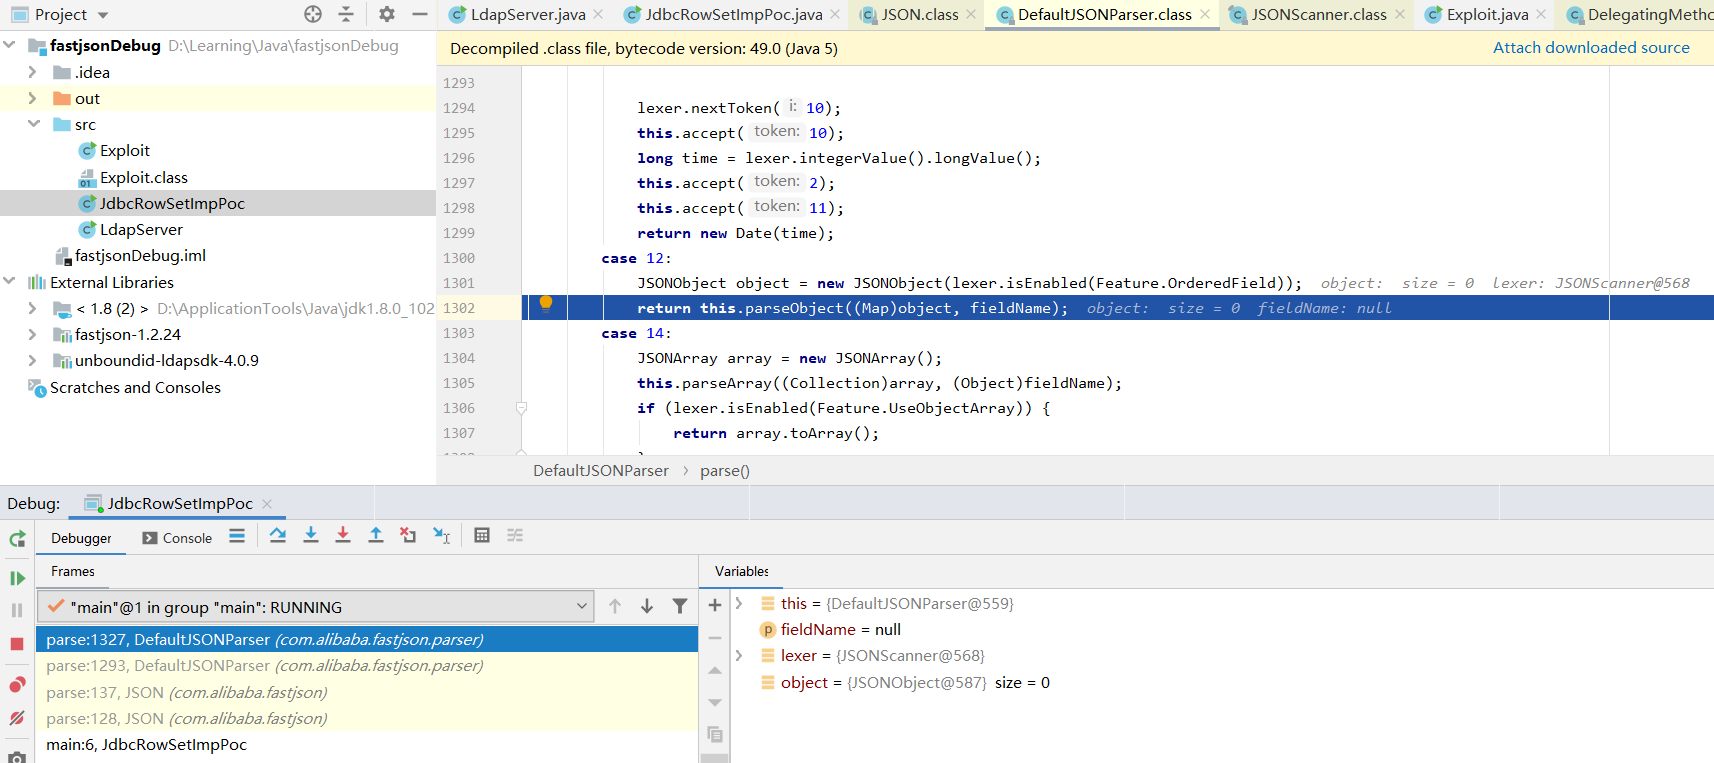 Project
LdapServer.java
JdbcRowSetImpPoc.java
JSON.class
DefaultJSONParser.class
JSONScanner.class
Exploit.java
DelegatingMetho
fastjsonDebug D:\Learning\Java\fastjsonDebug
.idea
out
src
Exploit
Exploit.class
JdbcRowSetImpPoc
LdapServer
fastjsonDebug.iml
External Libraries
< 1.8 (2) > D:\ApplicationTools\Java\jdk1.8.0_102
fastjson-1.2.24
unboundid-ldapsdk-4.0.9
Scratches and Consoles
Decompiled .class file, bytecode version: 49.0 (Java 5)
Attach downloaded source
1293
1294 lexer.nextToken( i: 10);
1295 this.accept( token: 10);
1296 long time = lexer.integerValue().longValue();
1297 this.accept( token: 2);
1298 this.accept( token: 11);
1299 return new Date(time);
1300 case 12:
1301 JSONObject object = new JSONObject(lexer.isEnabled(Feature.OrderedField)); object: size = 0 lexer: JSONScanner@568
1302 return this.parseObject((Map)object, fieldName); object: size = 0 fieldName: null
1303 case 14:
1304 JSONArray array = new JSONArray();
1305 this.parseArray((Collection)array, (Object)fieldName);
1306 if (lexer.isEnabled(Feature.UseObjectArray)) {
1307 return array.toArray();
DefaultJSONParser › parse()
Debug: JdbcRowSetImpPoc
Debugger
Console
Frames
Variables
"main"@1 in group "main": RUNNING
parse:1327, DefaultJSONParser (com.alibaba.fastjson.parser)
parse:1293, DefaultJSONParser (com.alibaba.fastjson.parser)
parse:137, JSON (com.alibaba.fastjson)
parse:128, JSON (com.alibaba.fastjson)
main:6, JdbcRowSetImpPoc
this = {DefaultJSONParser@559}
p fieldName = null
lexer = {JSONScanner@568}
object = {JSONObject@587} size = 0